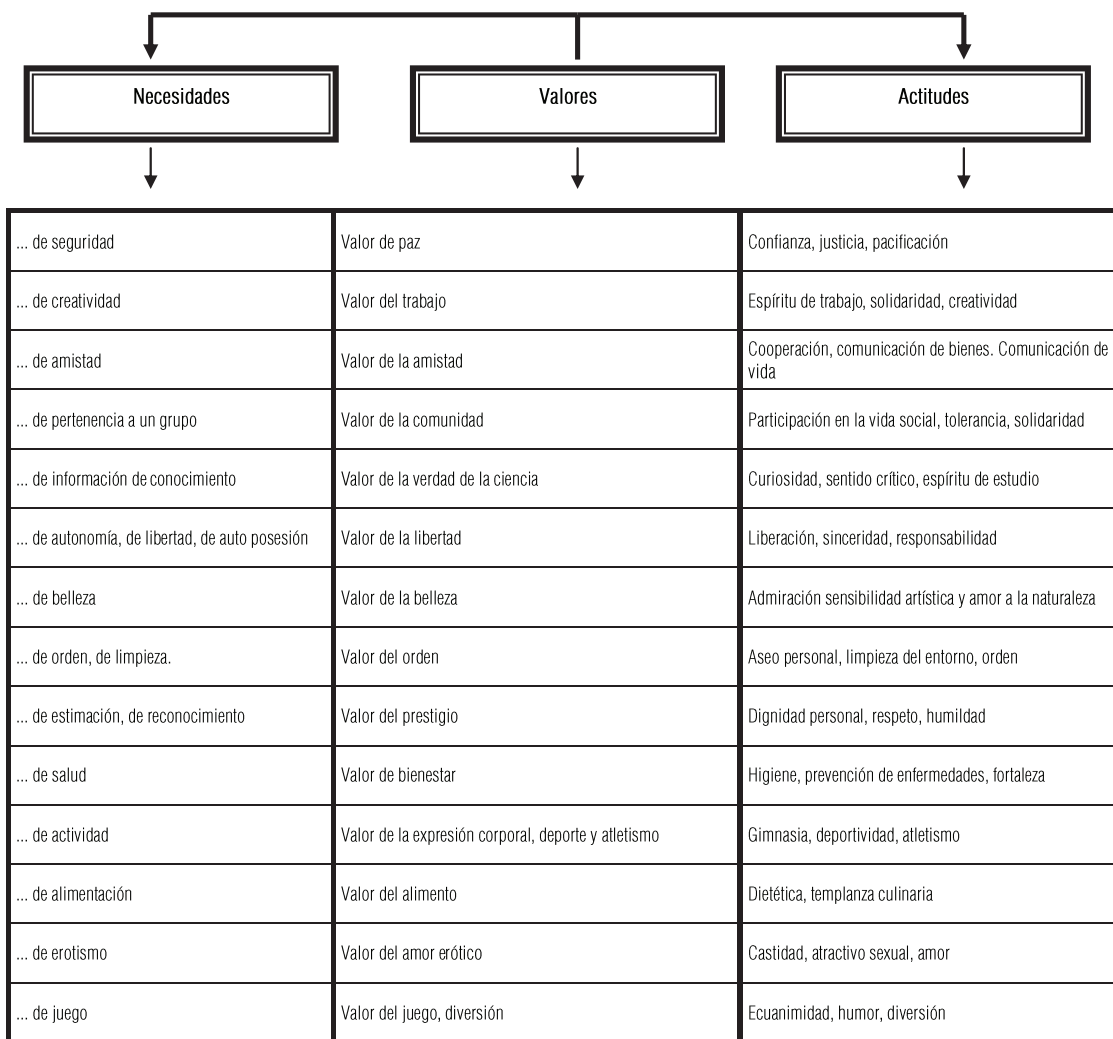 Necesidades
Valores
Actitudes
... de seguridad
Valor de paz
Confianza, justicia, pacificación
... de creatividad
Valor del trabajo
Espíritu de trabajo, solidaridad, creatividad
... de amistad
Valor de la amistad
Cooperación, comunicación de bienes. Comunicación de
vida
... de pertenencia a un grupo
Valor de la comunidad
Participación en la vida social, tolerancia, solidaridad
... de información de conocimiento
Valor de la verdad de la ciencia
Curiosidad, sentido crítico, espíritu de estudio
... de autonomía, de libertad, de auto posesión
Valor de la libertad
Liberación, sinceridad, responsabilidad
... de belleza
Valor de la belleza
Admiración sensibilidad artística y amor a la naturaleza
... de orden, de limpieza.
Valor del orden
Aseo personal, limpieza del entorno, orden
... de estimación, de reconocimiento
Valor del prestigio
Dignidad personal, respeto, humildad
... de salud
Valor de bienestar
Higiene, prevención de enfermedades, fortaleza
... de actividad
Valor de la expresión corporal, deporte y atletismo
Gimnasia, deportividad, atletismo
... de alimentación
Valor del alimento
Dietética, templanza culinaria
... de erotismo
Valor del amor erótico
Castidad, atractivo sexual, amor
... de juego
Valor del juego, diversión
Ecuanimidad, humor, diversión